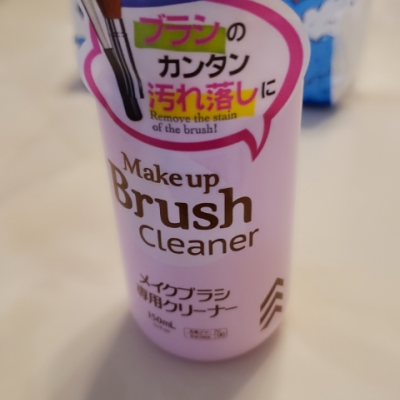 ブラシの
カンタン
汚れ落しに
Remove the stain
of the brush!
Make up
Brush
Cleaner
メイクブラシ
専用クリーナー
150mL